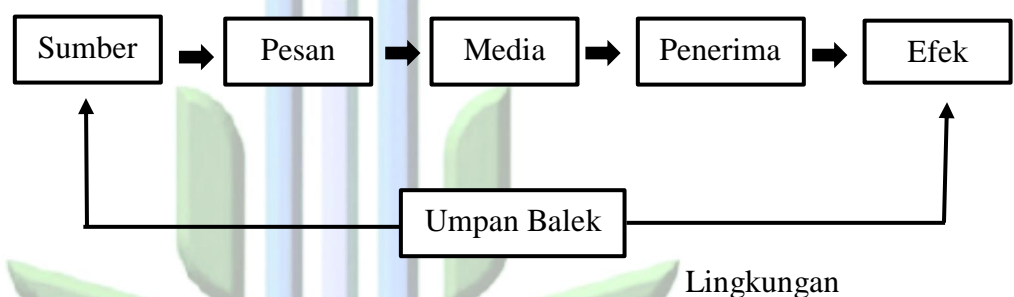 Sumber
Pesan
Media
Penerima
Efek
Umpan Balek
Lingkungan